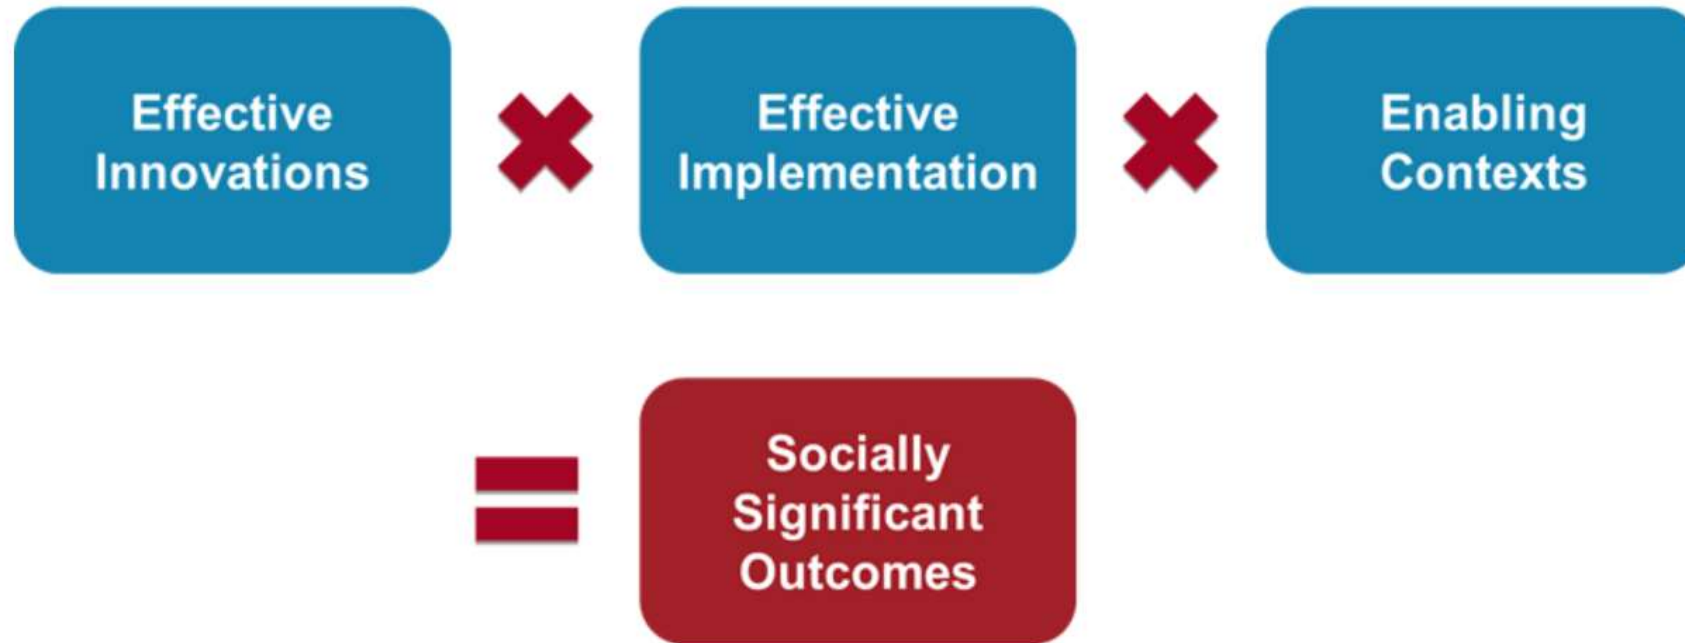 Effective
Innovations
Effective
Implementation
Enabling
Contexts
Socially
Significant
Outcomes